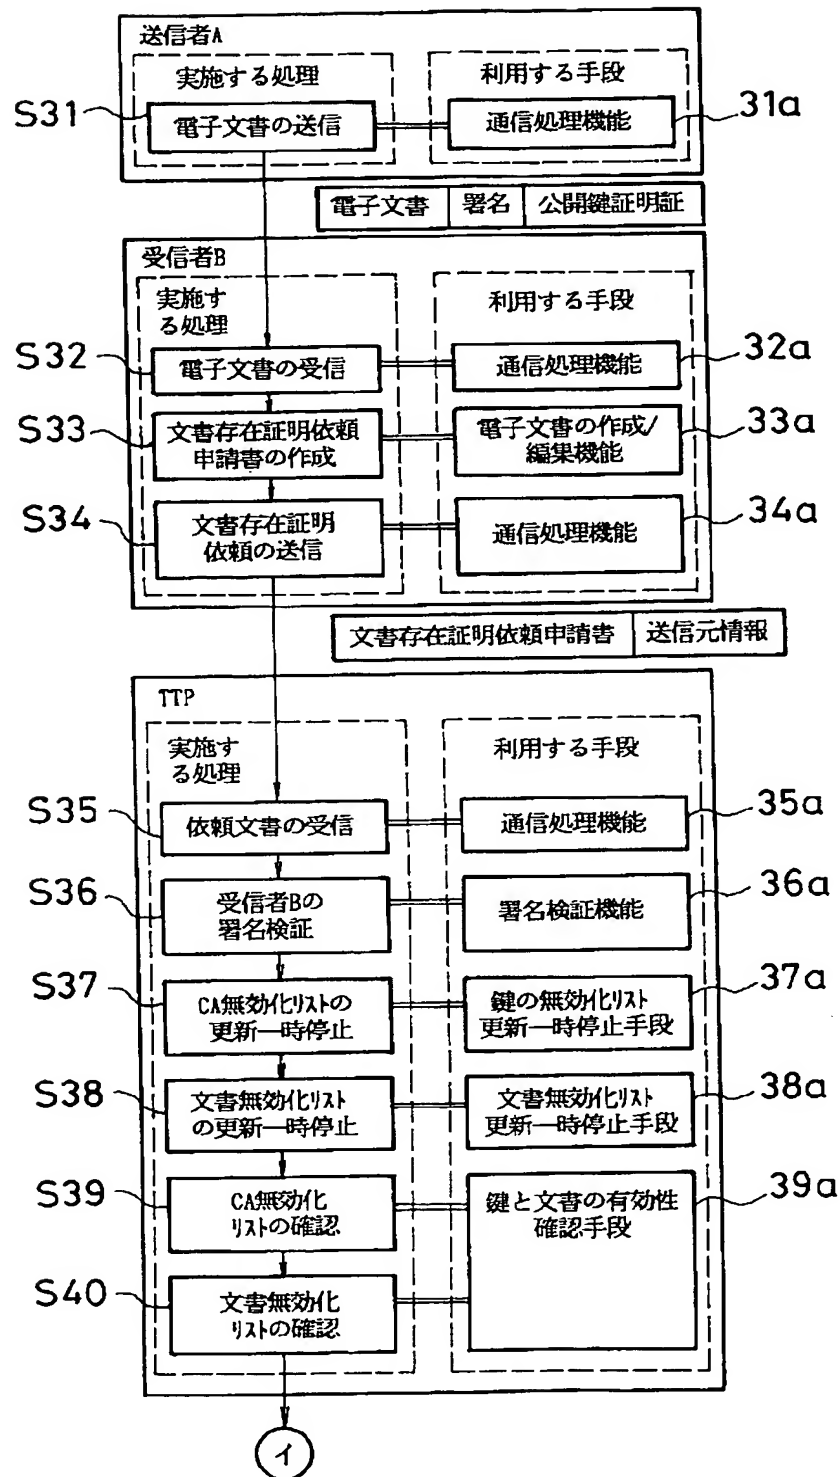 送信者A
実施する処理
利用する手段
S31
電子文書の送信
通信処理機能
31a
電子文書
署名
公開鍵証明証
受信者B
実施す
る処理
利用する手段
S32
電子文書の受信
通信処理機能
32a
S33
文書存在証明依頼
申請書の作成
電子文書の作成/
編集機能
33a
S34
文書存在証明
依頼の送信
通信処理機能
34a
文書存在証明依頼申請書
送信元情報
TTP
実施す
る処理
利用する手段
S35
依頼文書の受信
通信処理機能
35a
S36
受信者Bの
署名検証
署名検証機能
36a
S37
CA無効化ﾘｽﾄの
更新一時停止
鍵の無効化ﾘｽﾄ
更新一時停止手段
37a
S38
文書無効化ﾘｽﾄ
の更新一時停止
文書無効化ﾘｽﾄ
更新一時停止手段
38a
S39
CA無効化
ﾘｽﾄの確認
鍵と文書の有効性
確認手段
39a
S40
文書無効化
ﾘｽﾄの確認
イ